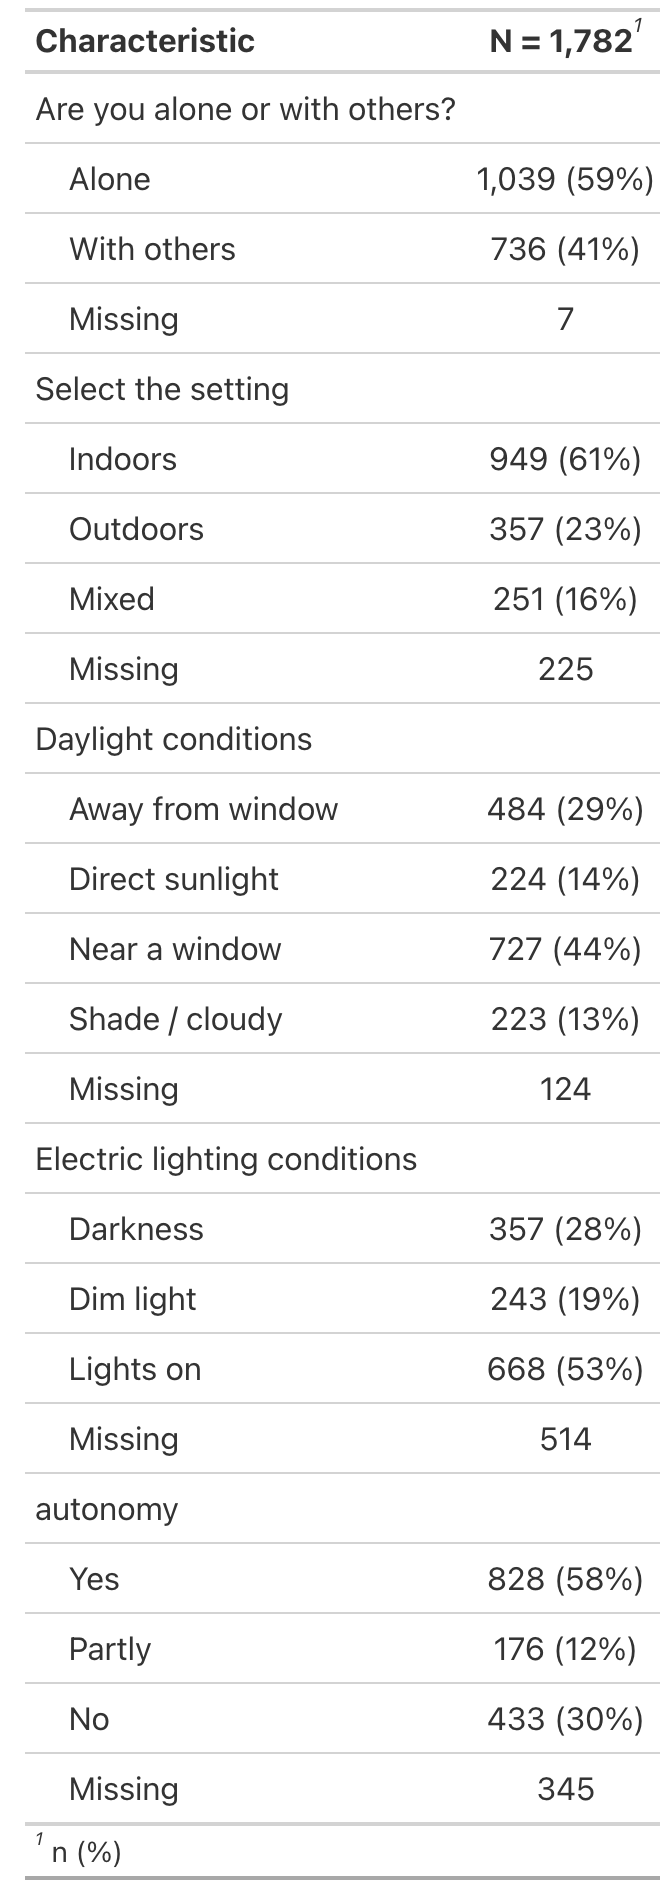 Characteristic N = 1,782¹
Are you alone or with others?
Alone 1,039 (59%)
With others 736 (41%)
Missing 7
Select the setting
Indoors 949 (61%)
Outdoors 357 (23%)
Mixed 251 (16%)
Missing 225
Daylight conditions
Away from window 484 (29%)
Direct sunlight 224 (14%)
Near a window 727 (44%)
Shade / cloudy 223 (13%)
Missing 124
Electric lighting conditions
Darkness 357 (28%)
Dim light 243 (19%)
Lights on 668 (53%)
Missing 514
autonomy
Yes 828 (58%)
Partly 176 (12%)
No 433 (30%)
Missing 345
¹ n (%)